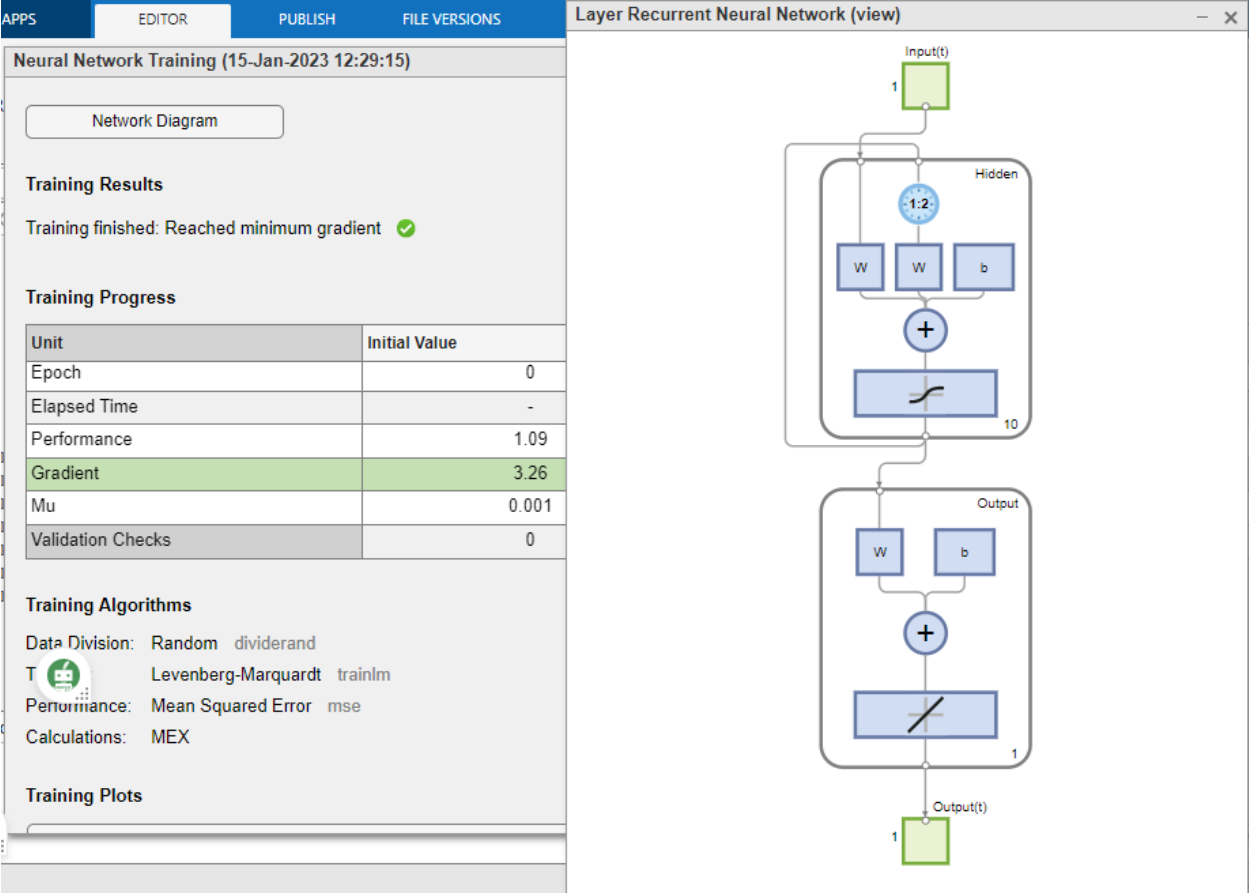 APPS EDITOR PUBLISH FILE VERSIONS
Neural Network Training (15-Jan-2023 12:29:15)
Network Diagram
Training Results
Training finished: Reached minimum gradient
Training Progress
Unit Initial Value
Epoch 0
Elapsed Time -
Performance 1.09
Gradient 3.26
Mu 0.001
Validation Checks 0
Training Algorithms
Data Division: Random dividerand
Levenberg-Marquardt trainlm
Performance: Mean Squared Error mse
Calculations: MEX
Training Plots
Layer Recurrent Neural Network (view)
Input(t)
1
Hidden
1:2
W W b
+
10
Output
W b
+
1
Output(t)
1